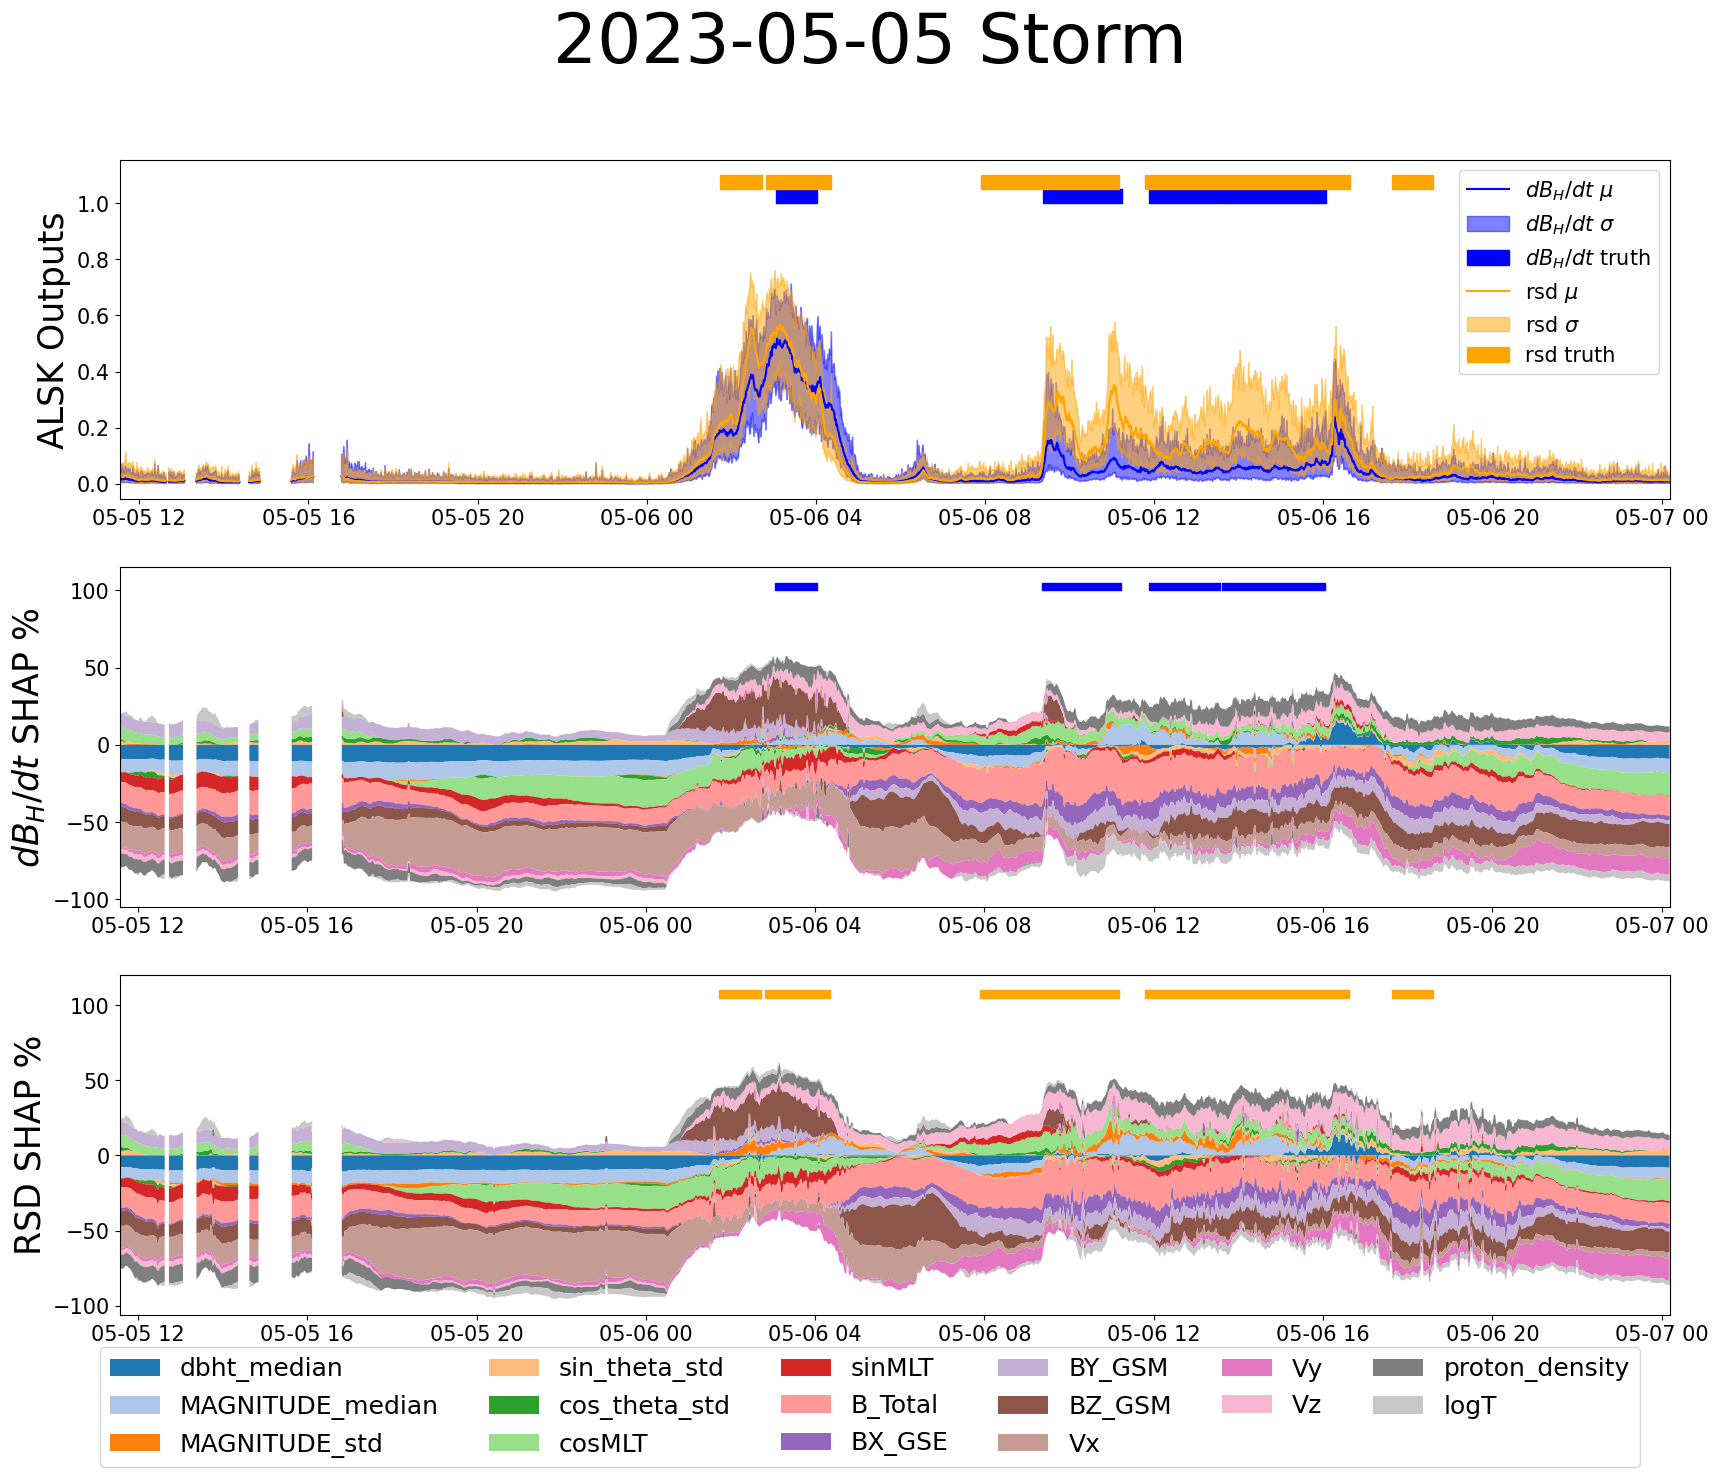 2023-05-05 Storm
ALSK Outputs
1.0
0.8
0.6
0.4
0.2
0.0
dB_H/dt μ
dB_H/dt σ
dB_H/dt truth
rsd μ
rsd σ
rsd truth
05-05 12 05-05 16 05-05 20 05-06 00 05-06 04 05-06 08 05-06 12 05-06 16 05-06 20 05-07 00
dB_H/dt SHAP %
100
50
0
−50
−100
05-05 12 05-05 16 05-05 20 05-06 00 05-06 04 05-06 08 05-06 12 05-06 16 05-06 20 05-07 00
RSD SHAP %
100
50
0
−50
−100
05-05 12 05-05 16 05-05 20 05-06 00 05-06 04 05-06 08 05-06 12 05-06 16 05-06 20 05-07 00
dbht_median sin_theta_std sinMLT BY_GSM Vy proton_density
MAGNITUDE_median cos_theta_std B_Total BZ_GSM Vz logT
MAGNITUDE_std cosMLT BX_GSE Vx